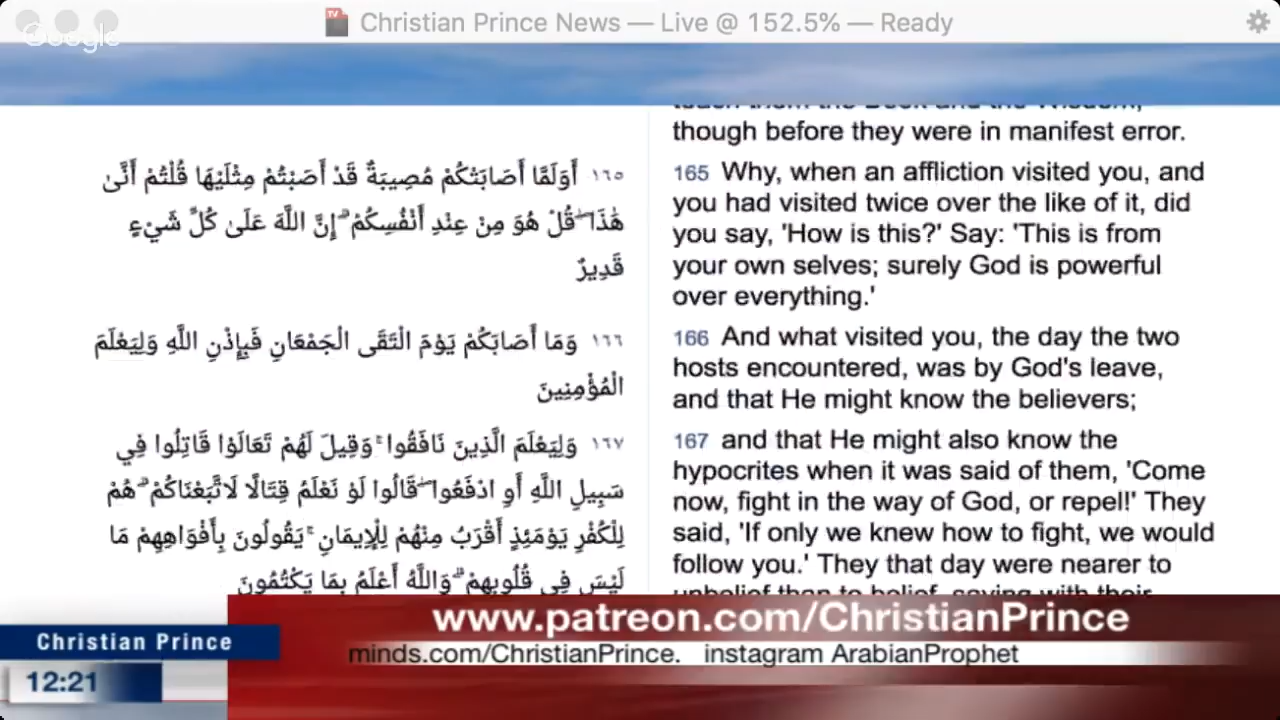 Christian Prince News — Live @ 152.5% — Ready
Google
١٦٥ أَوَلَمَّا أَصَابَتْكُمْ مُصِيبَةٌ قَدْ أَصَبْتُمْ مِثْلَيْهَا قُلْتُمْ أَنَّىٰ
هَٰذَا ۖ قُلْ هُوَ مِنْ عِنْدِ أَنْفُسِكُمْ ۗ إِنَّ اللَّهَ عَلَىٰ كُلِّ شَيْءٍ
قَدِيرٌ
١٦٦ وَمَا أَصَابَكُمْ يَوْمَ الْتَقَى الْجَمْعَانِ فَبِإِذْنِ اللَّهِ وَلِيَعْلَمَ
الْمُؤْمِنِينَ
١٦٧ وَلِيَعْلَمَ الَّذِينَ نَافَقُوا ۚ وَقِيلَ لَهُمْ تَعَالَوْا قَاتِلُوا فِي
سَبِيلِ اللَّهِ أَوِ ادْفَعُوا ۖ قَالُوا لَوْ نَعْلَمُ قِتَالًا لَاتَّبَعْنَاكُمْ ۗ هُمْ
لِلْكُفْرِ يَوْمَئِذٍ أَقْرَبُ مِنْهُمْ لِلْإِيمَانِ ۚ يَقُولُونَ بِأَفْوَاهِهِمْ مَا
لَيْسَ فِي قُلُوبِهِمْ ۗ وَاللَّهُ أَعْلَمُ بِمَا يَكْتُمُونَ
though before they were in manifest error.
165 Why, when an affliction visited you, and
you had visited twice over the like of it, did
you say, 'How is this?' Say: 'This is from
your own selves; surely God is powerful
over everything.'
166 And what visited you, the day the two
hosts encountered, was by God's leave,
and that He might know the believers;
167 and that He might also know the
hypocrites when it was said of them, 'Come
now, fight in the way of God, or repel!' They
said, 'If only we knew how to fight, we would
follow you.' They that day were nearer to
unbelief than to belief, saying with their
www.patreon.com/ChristianPrince
Christian Prince
minds.com/ChristianPrince. instagram ArabianProphet
12:21